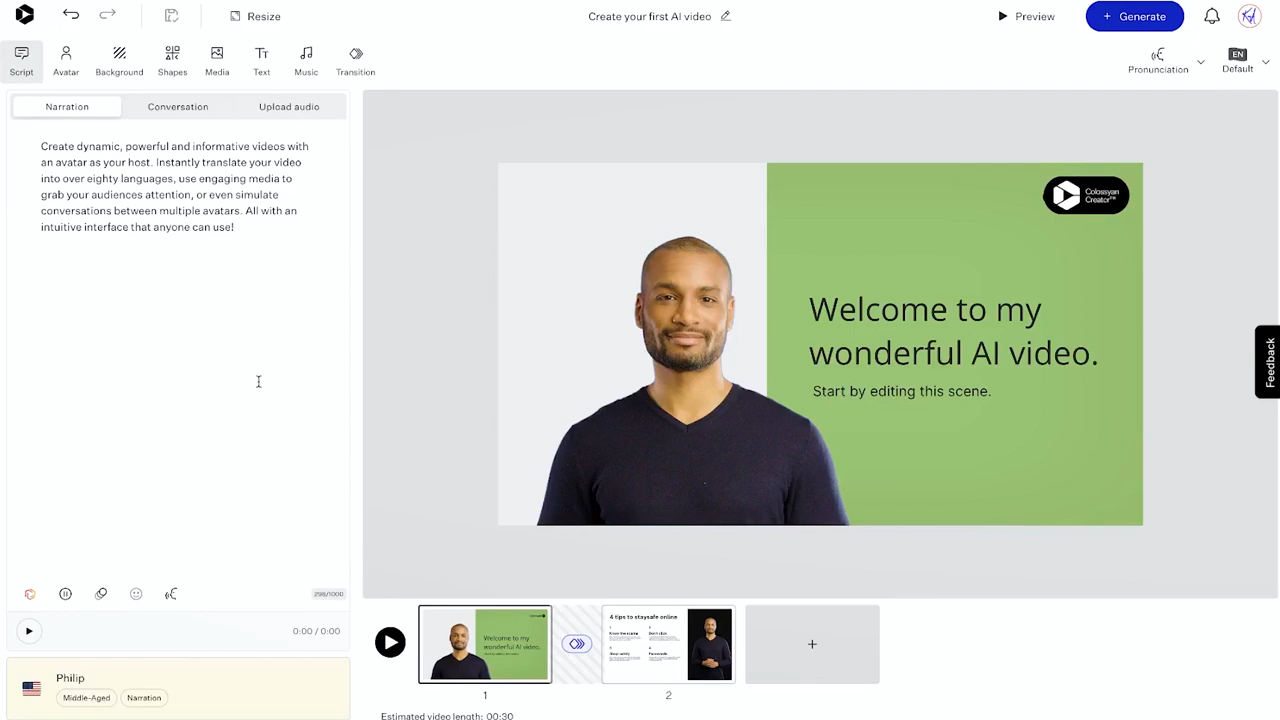 Resize
Create your first AI video
Preview
+ Generate
Script
Avatar
Background
Shapes
Media
Text
Music
Transition
Pronunciation
EN
Default
Narration
Conversation
Upload audio
Create dynamic, powerful and informative videos with
an avatar as your host. Instantly translate your video
into over eighty languages, use engaging media to
grab your audiences attention, or even simulate
conversations between multiple avatars. All with an
intuitive interface that anyone can use!
Colossyan
Creator™
Welcome to my
wonderful AI video.
Start by editing this scene.
Feedback
298/1000
0:00 / 0:00
Philip
Middle-Aged
Narration
Welcome to my
wonderful AI video.
4 tips to staysafe online
1
2
Estimated video length: 00:30